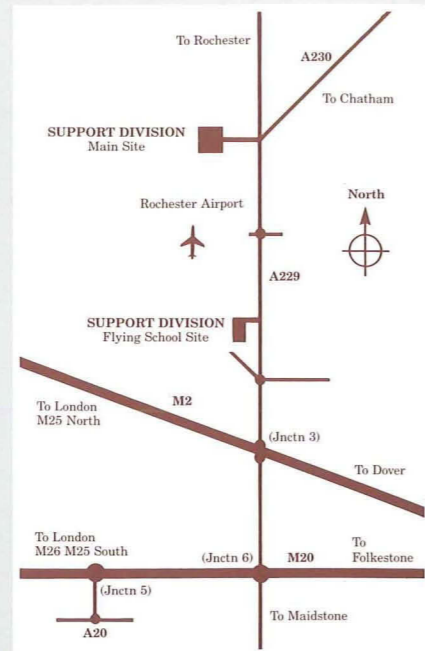 To Rochester
A230
To Chatham
SUPPORT DIVISION
Main Site
Rochester Airport
North
A229
SUPPORT DIVISION
Flying School Site
M2
To London
M25 North
(Jnctn 3)
To Dover
To London
M26 M25 South
(Jnctn 6)
M20
To
Folkestone
(Jnctn 5)
A20
To Maidstone